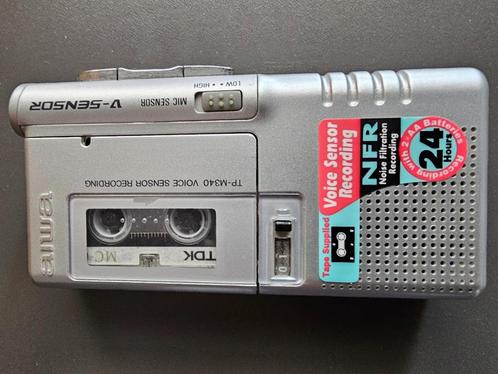 V-SENSOR
MIC SENSOR
LOW • • HIGH
TP-M340 VOICE SENSOR RECORDING
aiwa
TDK
MC
Tape Supplied
Voice Sensor
Recording
NFR
Noise Filtration
Recording
24
Hours
Recording with 2 AA Batteries